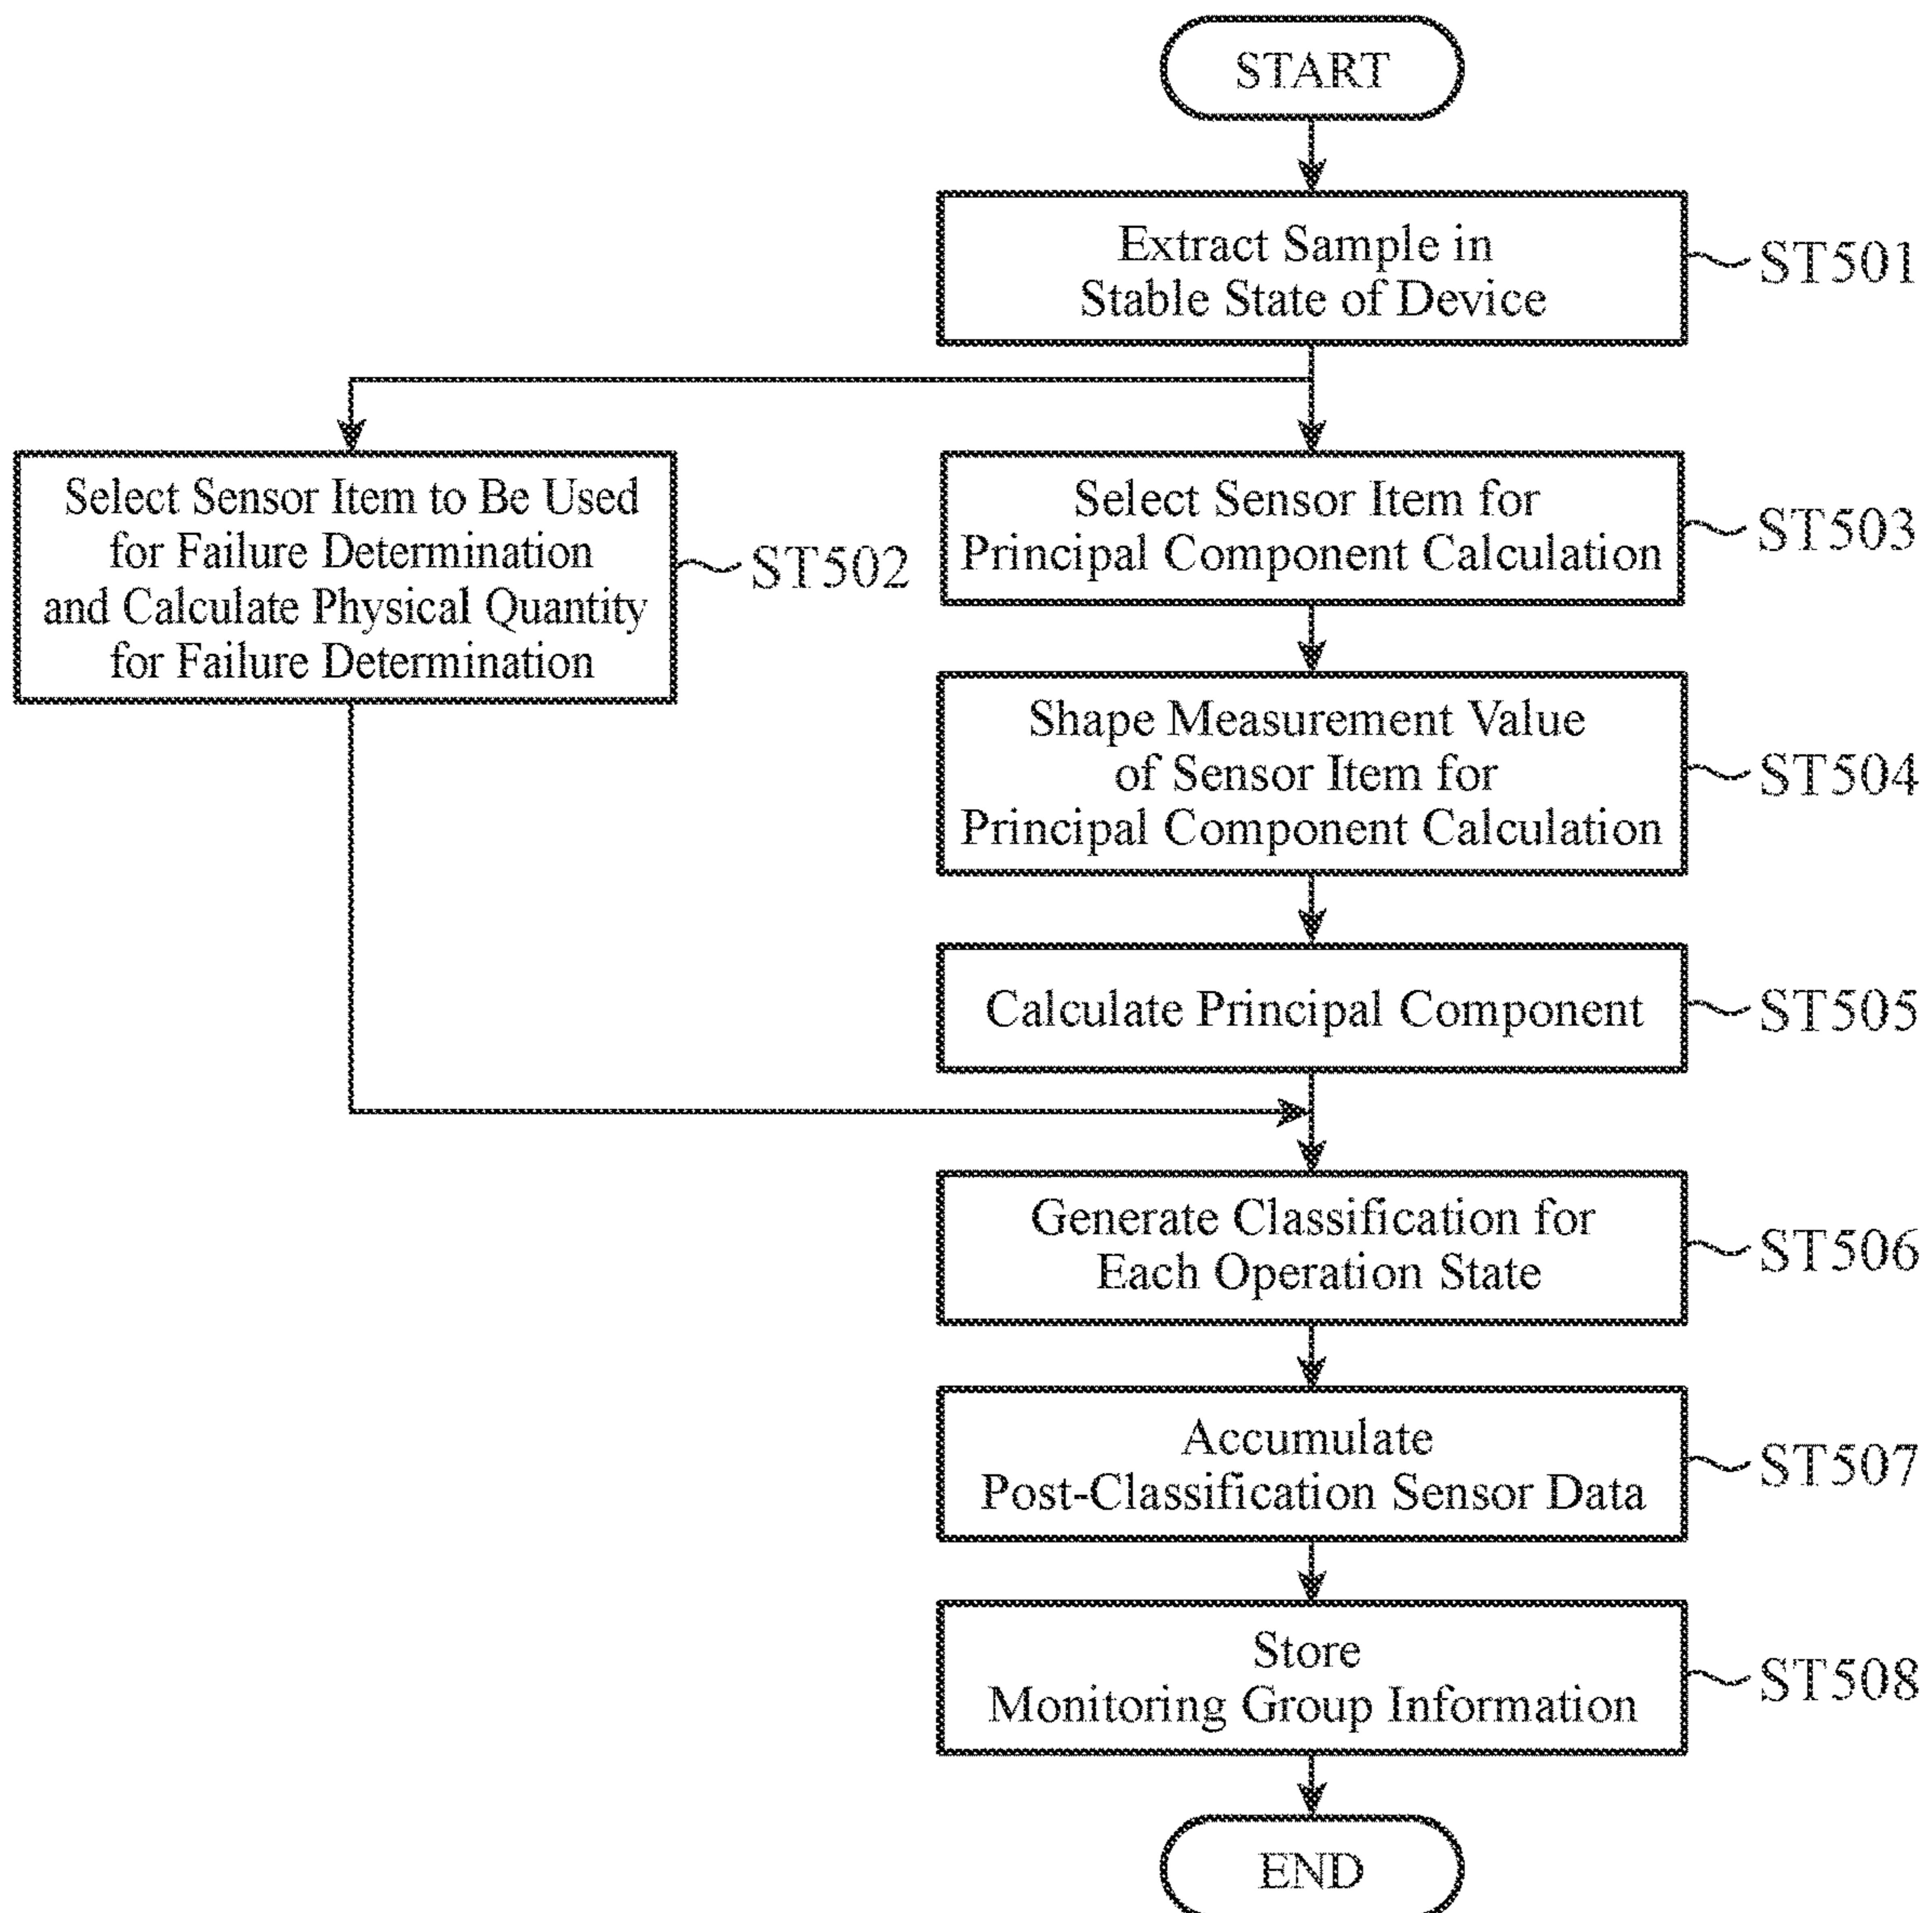 START
Extract Sample in
Stable State of Device
ST501
Select Sensor Item to Be Used
for Failure Determination
and Calculate Physical Quantity
for Failure Determination
ST502
Select Sensor Item for
Principal Component Calculation
ST503
Shape Measurement Value
of Sensor Item for
Principal Component Calculation
ST504
Calculate Principal Component
ST505
Generate Classification for
Each Operation State
ST506
Accumulate
Post-Classification Sensor Data
ST507
Store
Monitoring Group Information
ST508
END